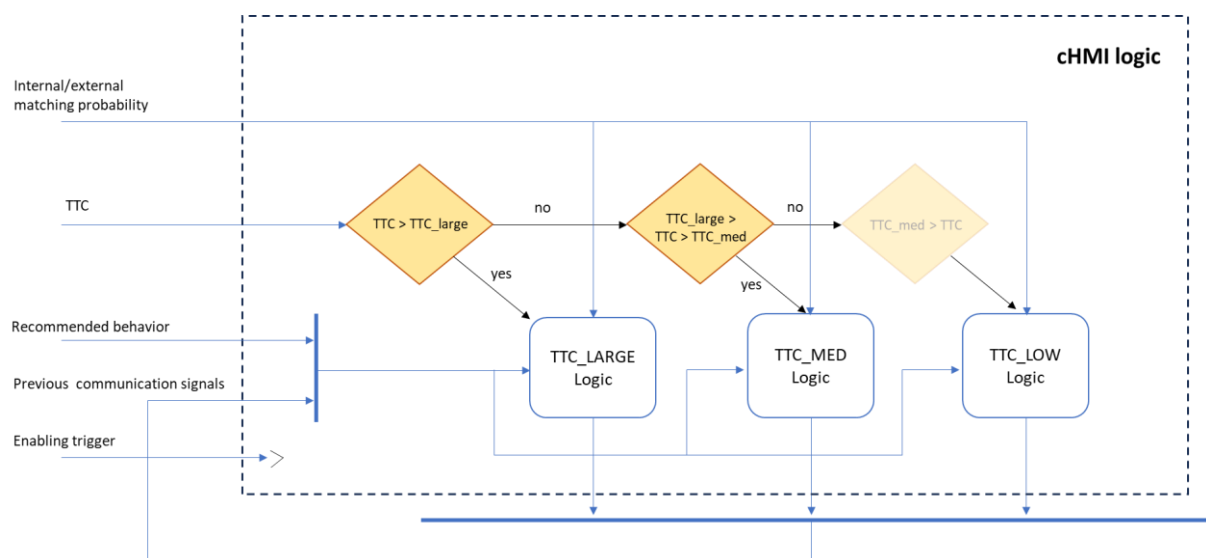 cHMI logic
Internal/external
matching probability
TTC
TTC > TTC_large
no
TTC_large >
TTC > TTC_med
no
TTC_med > TTC
yes
yes
Recommended behavior
TTC_LARGE
Logic
TTC_MED
Logic
TTC_LOW
Logic
Previous communication signals
Enabling trigger